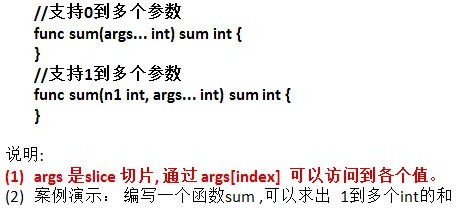 //支持0到多个参数
func sum(args... int) sum int {
}
//支持1到多个参数
func sum(n1 int, args... int) sum int {
}
说明:
(1) args 是slice 切片, 通过 args[index] 可以访问到各个值。
(2) 案例演示： 编写一个函数sum ,可以求出 1到多个int的和